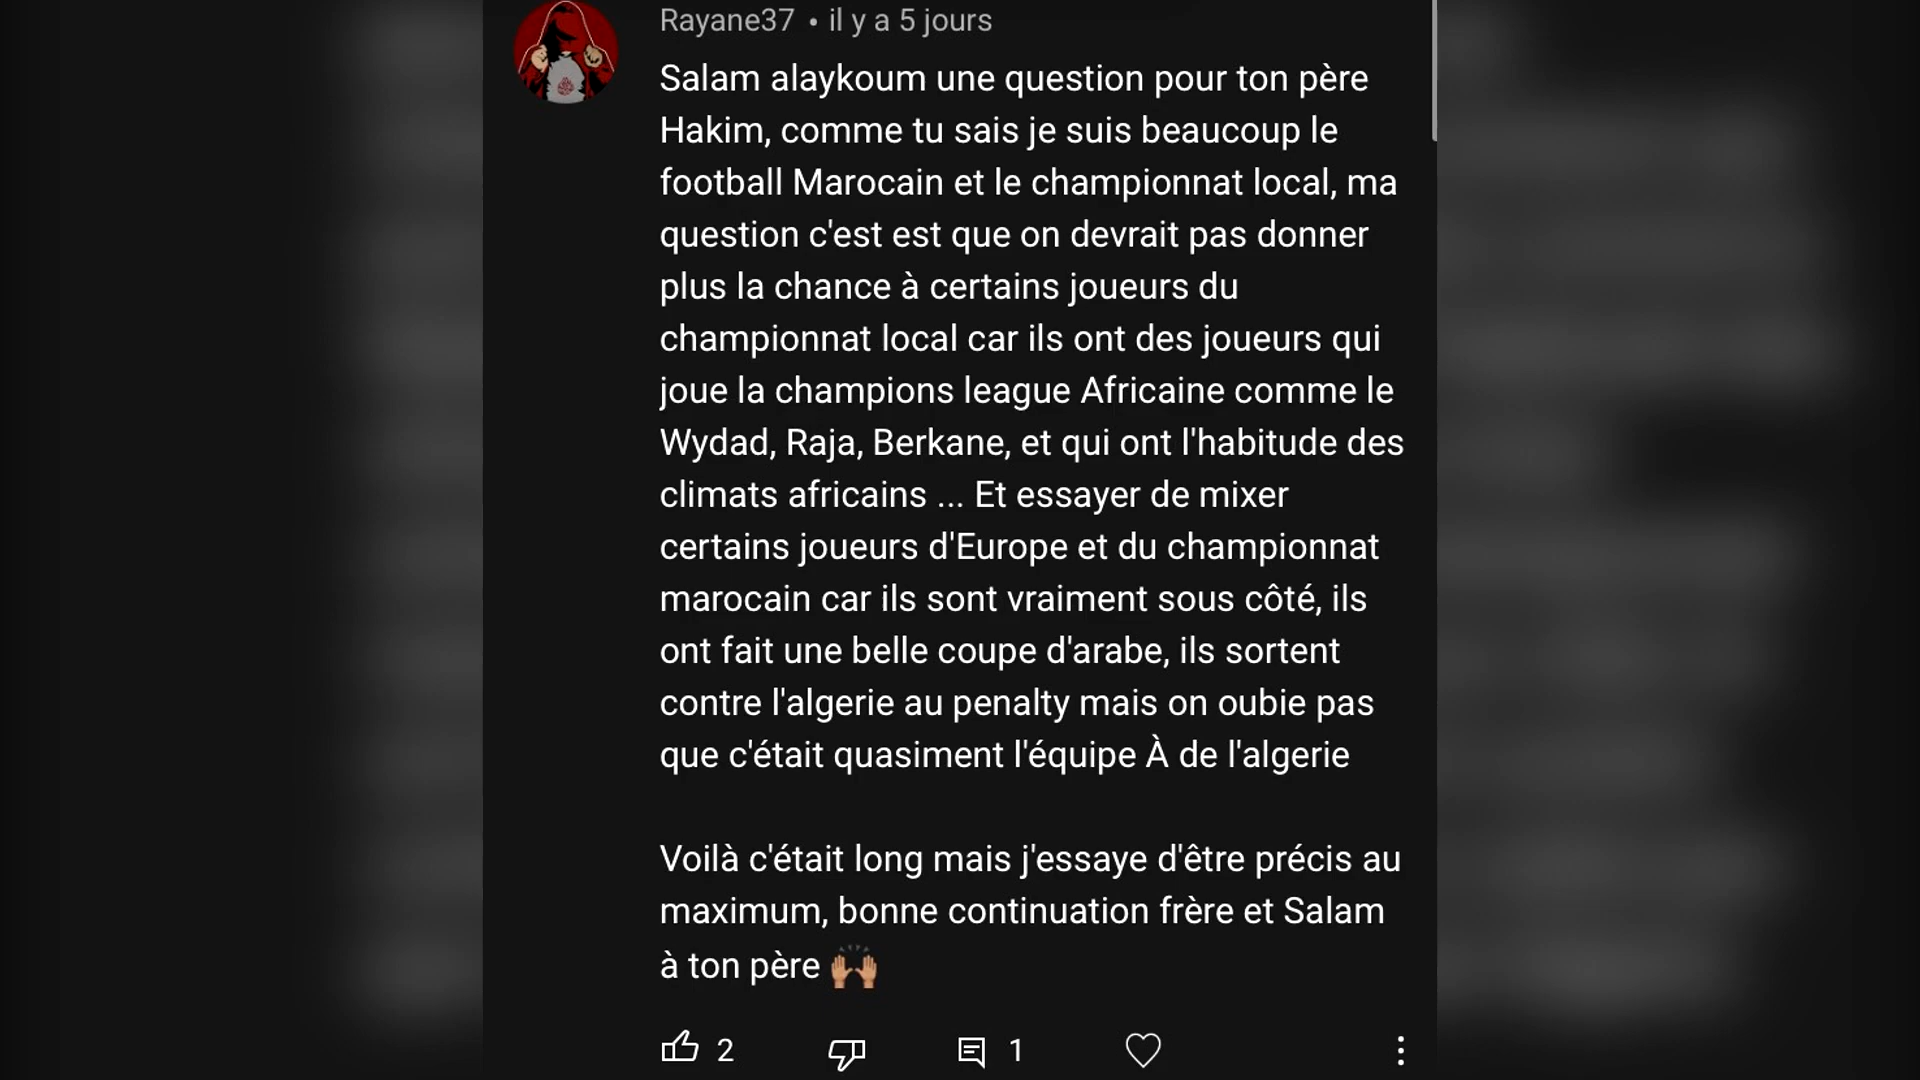 Rayane37 • il y a 5 jours
Salam alaykoum une question pour ton père
Hakim, comme tu sais je suis beaucoup le
football Marocain et le championnat local, ma
question c'est est que on devrait pas donner
plus la chance à certains joueurs du
championnat local car ils ont des joueurs qui
joue la champions league Africaine comme le
Wydad, Raja, Berkane, et qui ont l'habitude des
climats africains ... Et essayer de mixer
certains joueurs d'Europe et du championnat
marocain car ils sont vraiment sous côté, ils
ont fait une belle coupe d'arabe, ils sortent
contre l'algerie au penalty mais on oubie pas
que c'était quasiment l'équipe À de l'algerie
Voilà c'était long mais j'essaye d'être précis au
maximum, bonne continuation frère et Salam
à ton père 🙌🏽
2 1